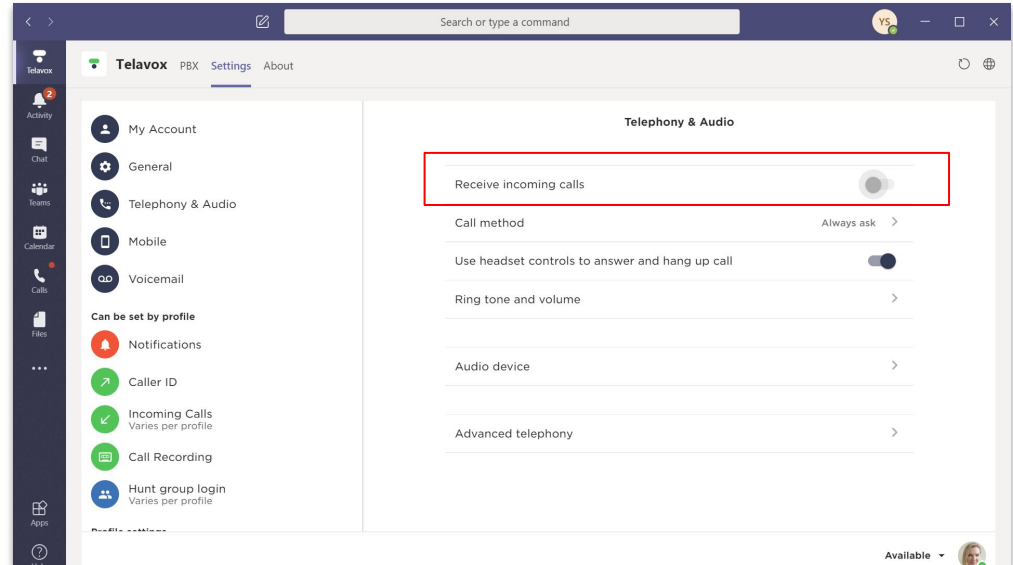 Search or type a command
YS
Telavox
2
Activity
Chat
Teams
Calendar
Calls
Files
Apps
Telavox PBX Settings About
My Account
General
Telephony & Audio
Mobile
Voicemail
Can be set by profile
Notifications
Caller ID
Incoming Calls
Varies per profile
Call Recording
Hunt group login
Varies per profile
Telephony & Audio
Receive incoming calls
Call method Always ask
Use headset controls to answer and hang up call
Ring tone and volume
Audio device
Advanced telephony
Available